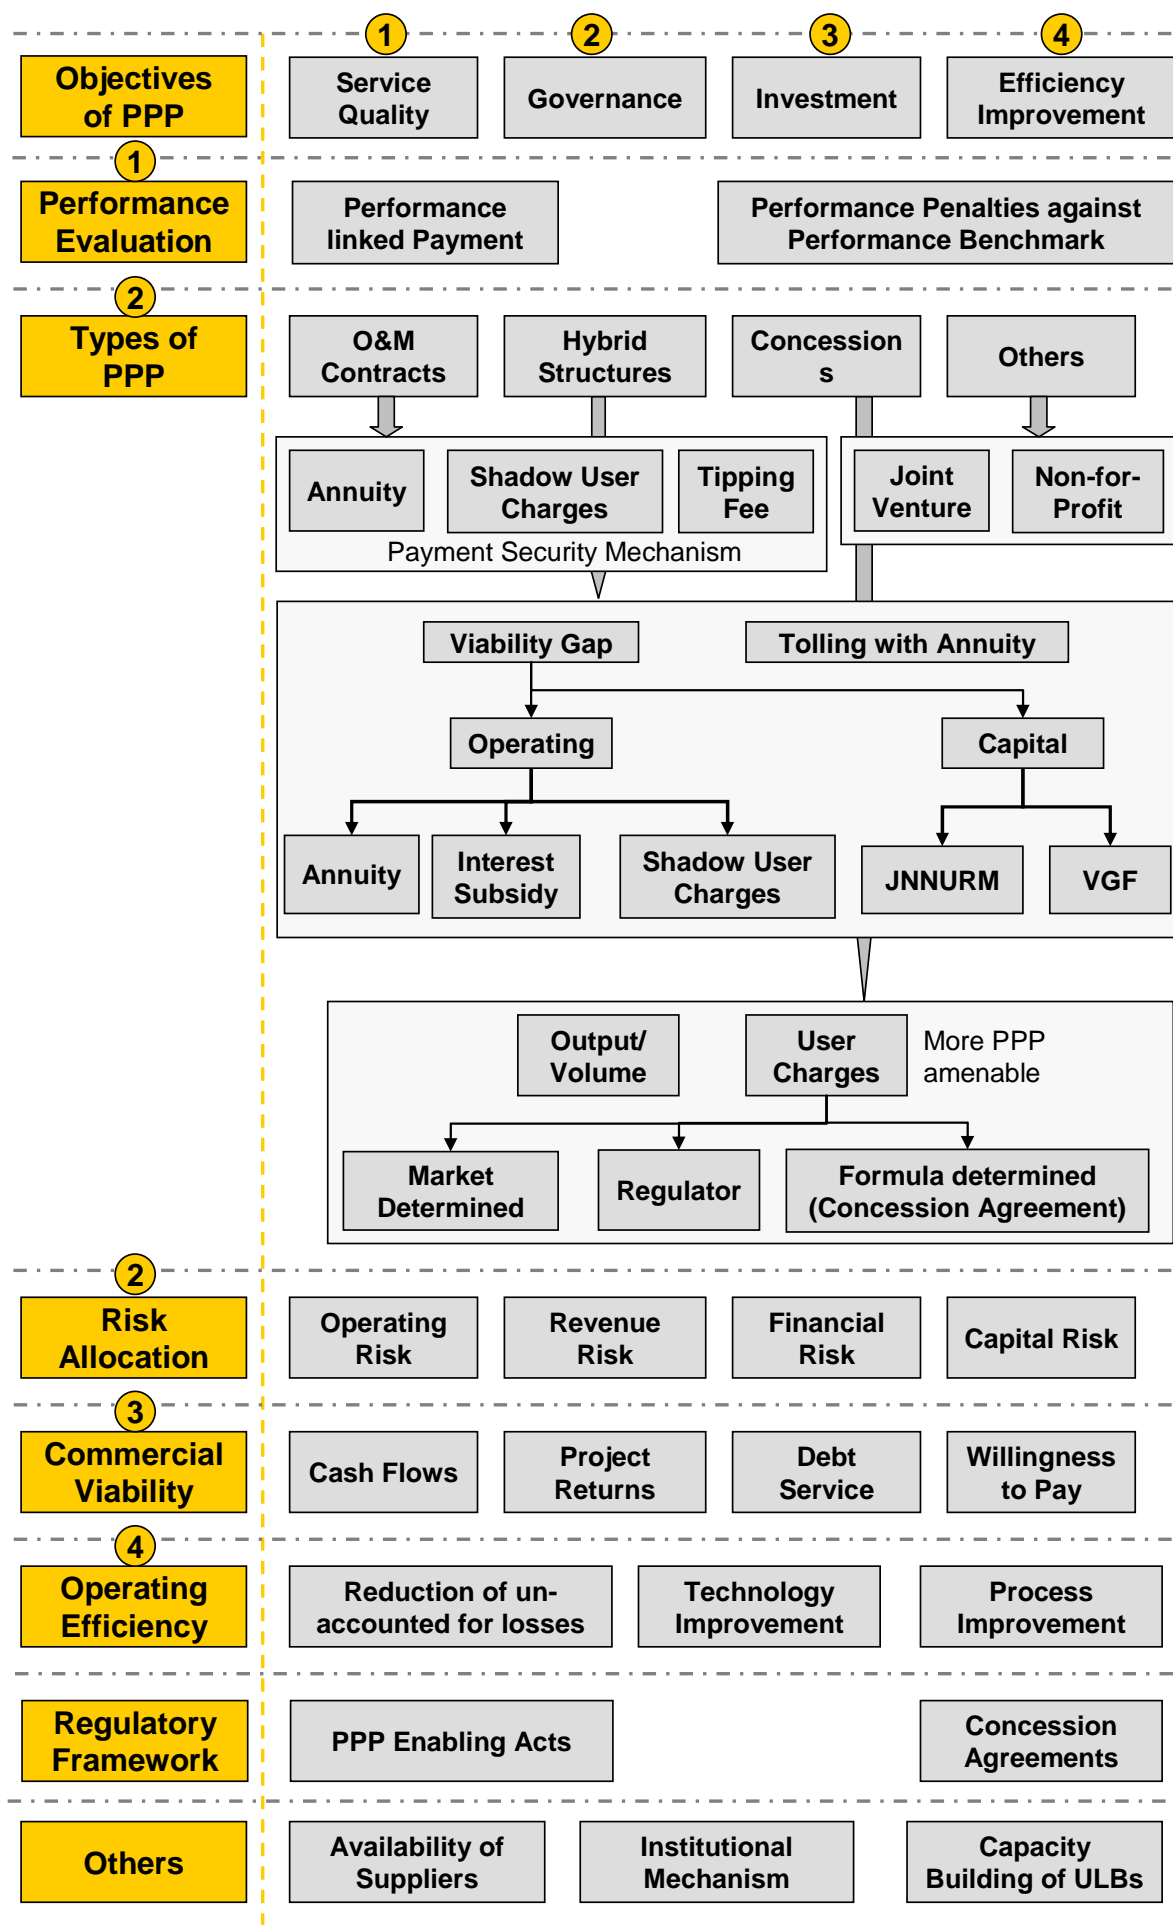 1
2
3
4
Objectives
of PPP
Service
Quality
Governance
Investment
Efficiency
Improvement
1
Performance
Evaluation
Performance
linked Payment
Performance Penalties against
Performance Benchmark
2
Types of
PPP
O&M
Contracts
Hybrid
Structures
Concession
s
Others
Annuity
Shadow User
Charges
Tipping
Fee
Joint
Venture
Non-for-
Profit
Payment Security Mechanism
Viability Gap
Tolling with Annuity
Operating
Capital
Annuity
Interest
Subsidy
Shadow User
Charges
JNNURM
VGF
Output/
Volume
User
Charges
More PPP
amenable
Market
Determined
Regulator
Formula determined
(Concession Agreement)
2
Risk
Allocation
Operating
Risk
Revenue
Risk
Financial
Risk
Capital Risk
3
Commercial
Viability
Cash Flows
Project
Returns
Debt
Service
Willingness
to Pay
4
Operating
Efficiency
Reduction of un-
accounted for losses
Technology
Improvement
Process
Improvement
Regulatory
Framework
PPP Enabling Acts
Concession
Agreements
Others
Availability of
Suppliers
Institutional
Mechanism
Capacity
Building of ULBs